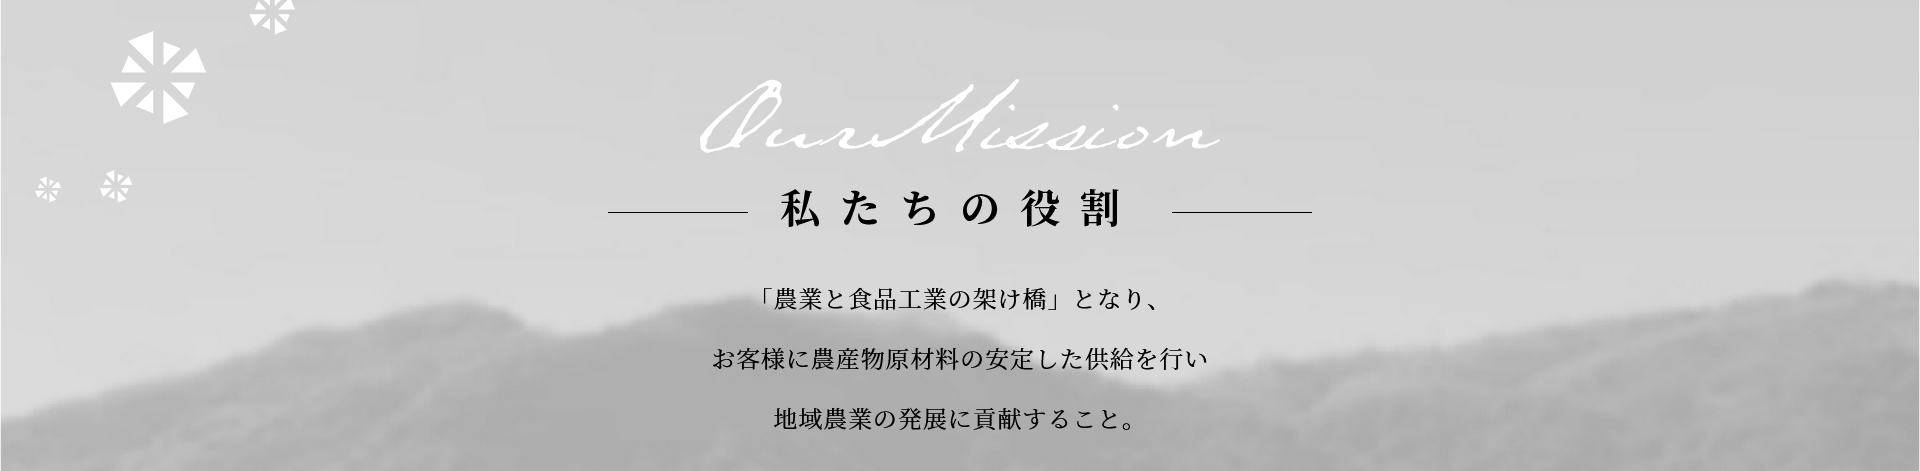 Our Mission
私たちの役割
「農業と食品工業の架け橋」となり、
お客様に農産物原材料の安定した供給を行い
地域農業の発展に貢献すること。